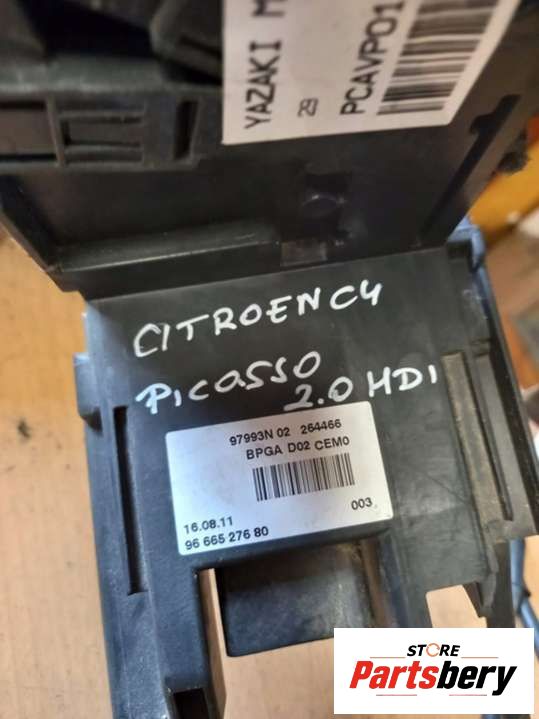 YAZAKI M
29
PCAVP01
CITROEN C4
PICASSO
2.0 HDI
97993N 02 264466
BPGA D02 CEM0
16.08.11
003
96 665 276 80
STORE
Partsbery